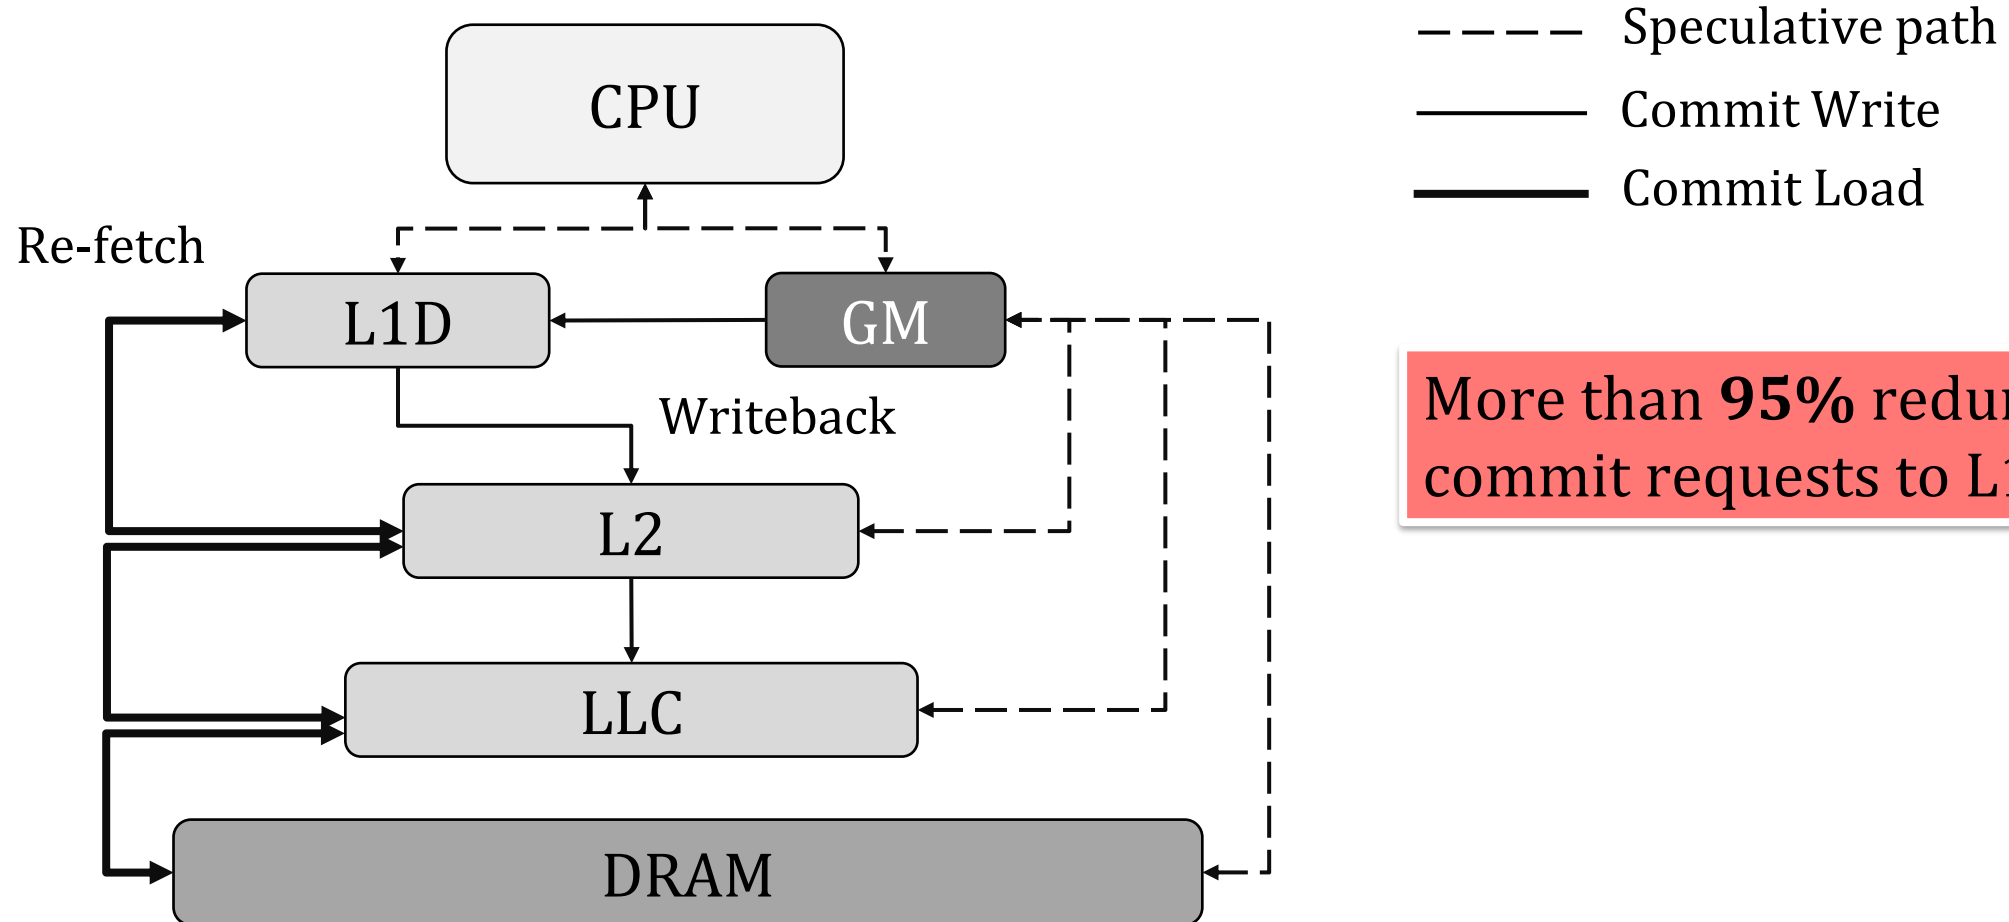 Speculative path
CPU
Commit Write
Commit Load
Re-fetch
L1D
GM
More than 95%
Writeback
commit requests to
L2
LLC
DRAM